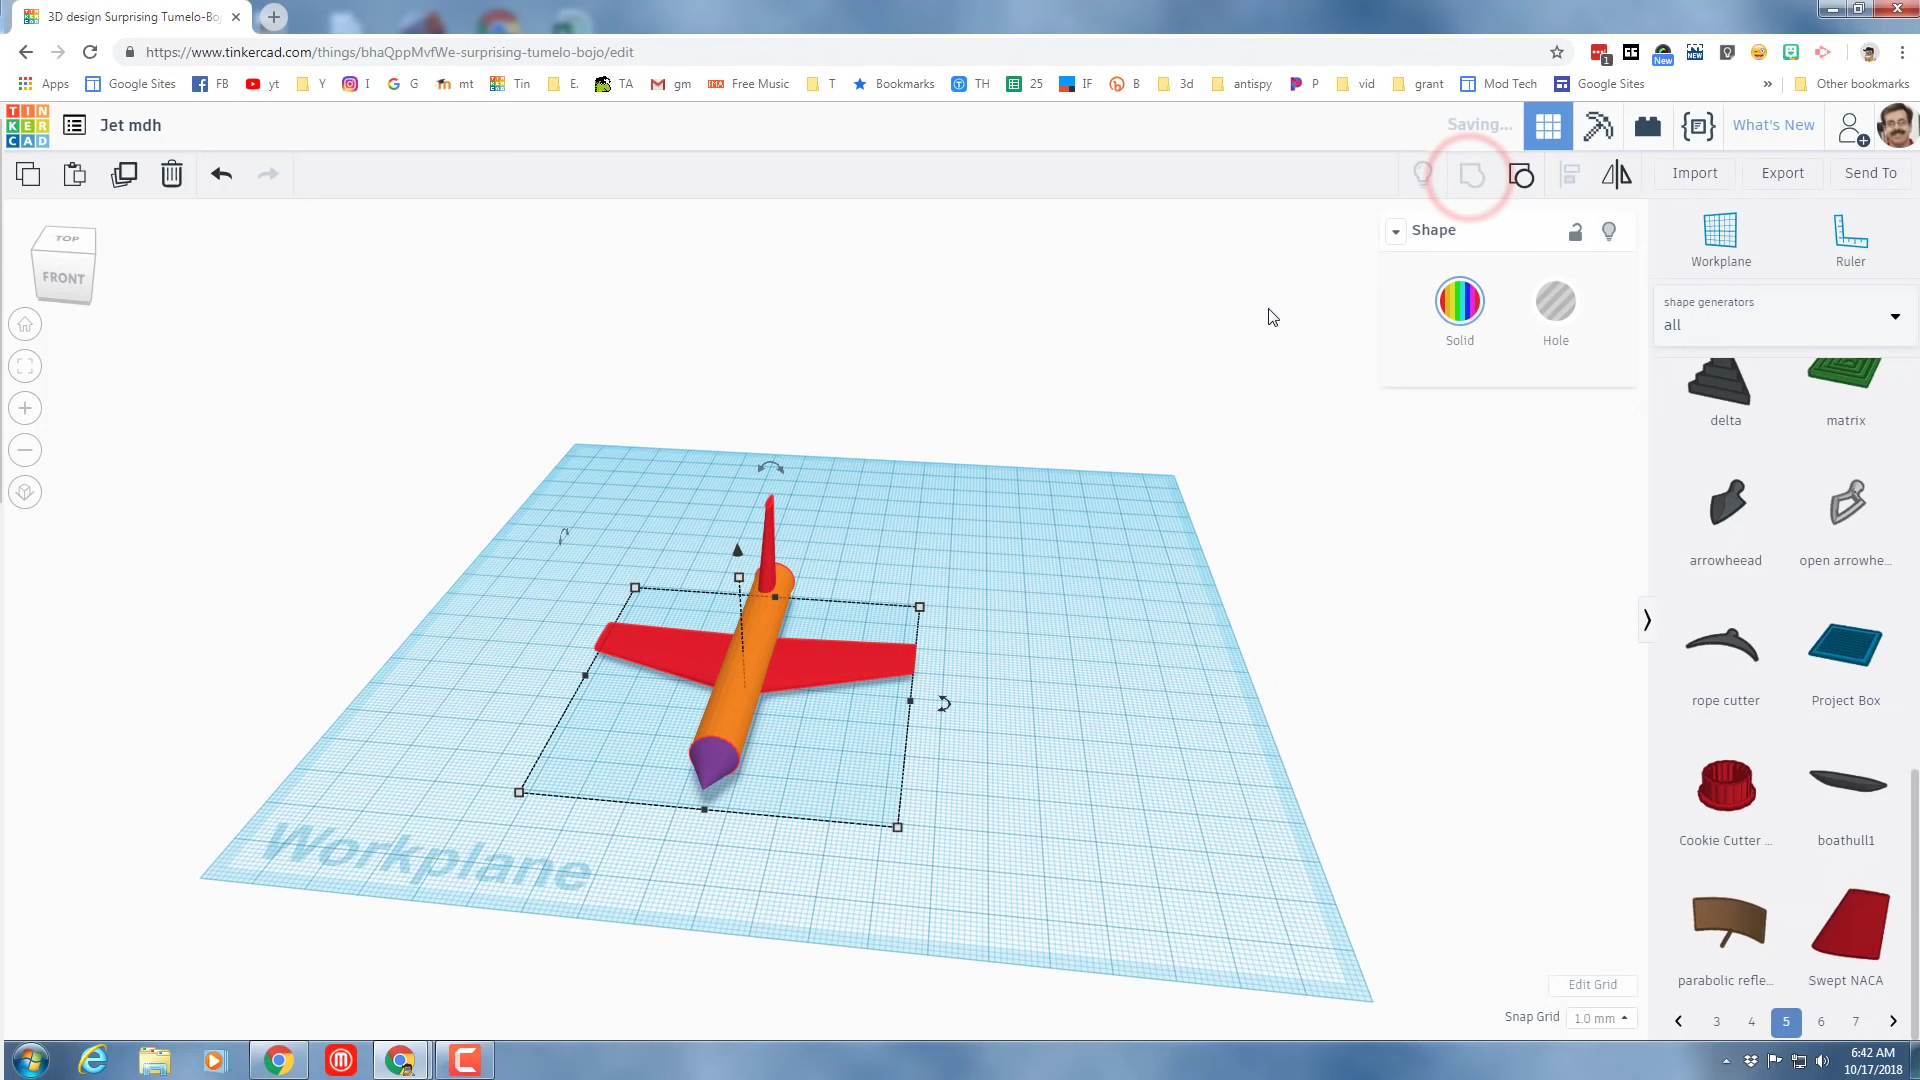 3D design Surprising Tumelo-Bo
https://www.tinkercad.com/things/bhaQppMvfWe-surprising-tumelo-bojo/edit
1 New NEW
Apps Google Sites FB yt Y I G G mt Tin E. TA gm IMA Free Music T Bookmarks TH 25 IF B 3d antispy P vid grant Mod Tech Google Sites » Other bookmarks
TIN
KER
CAD
Jet mdh
Saving...
What's New
Import
Export
Send To
TOP
FRONT
Shape
Solid
Hole
Workplane
Ruler
shape generators
all
delta
matrix
arrowheead
open arrowhe...
rope cutter
Project Box
Cookie Cutter ...
boathull1
parabolic refle...
Swept NACA
Workplane
Edit Grid
Snap Grid 1.0 mm
3 4 5 6 7
6:42 AM
10/17/2018